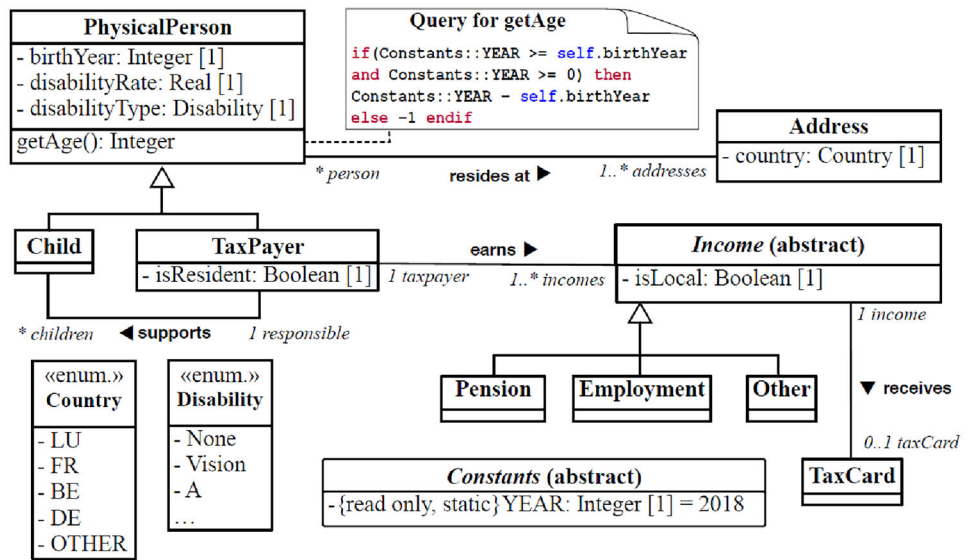 PhysicalPerson
- birthYear: Integer [1]
- disabilityRate: Real [1]
- disabilityType: Disability [1]
getAge(): Integer
Query for getAge
if(Constants::YEAR >= self.birthYear
and Constants::YEAR >= 0) then
Constants::YEAR - self.birthYear
else -1 endif
Address
- country: Country [1]
* person
resides at ▶
1..* addresses
Child
TaxPayer
- isResident: Boolean [1]
earns ▶
1 taxpayer
1..* incomes
Income (abstract)
- isLocal: Boolean [1]
* children
◀ supports
1 responsible
1 income
Pension
Employment
Other
▼ receives
0..1 taxCard
TaxCard
«enum.»
Country
- LU
- FR
- BE
- DE
- OTHER
«enum.»
Disability
- None
- Vision
- A
...
Constants (abstract)
-{read only, static}YEAR: Integer [1] = 2018